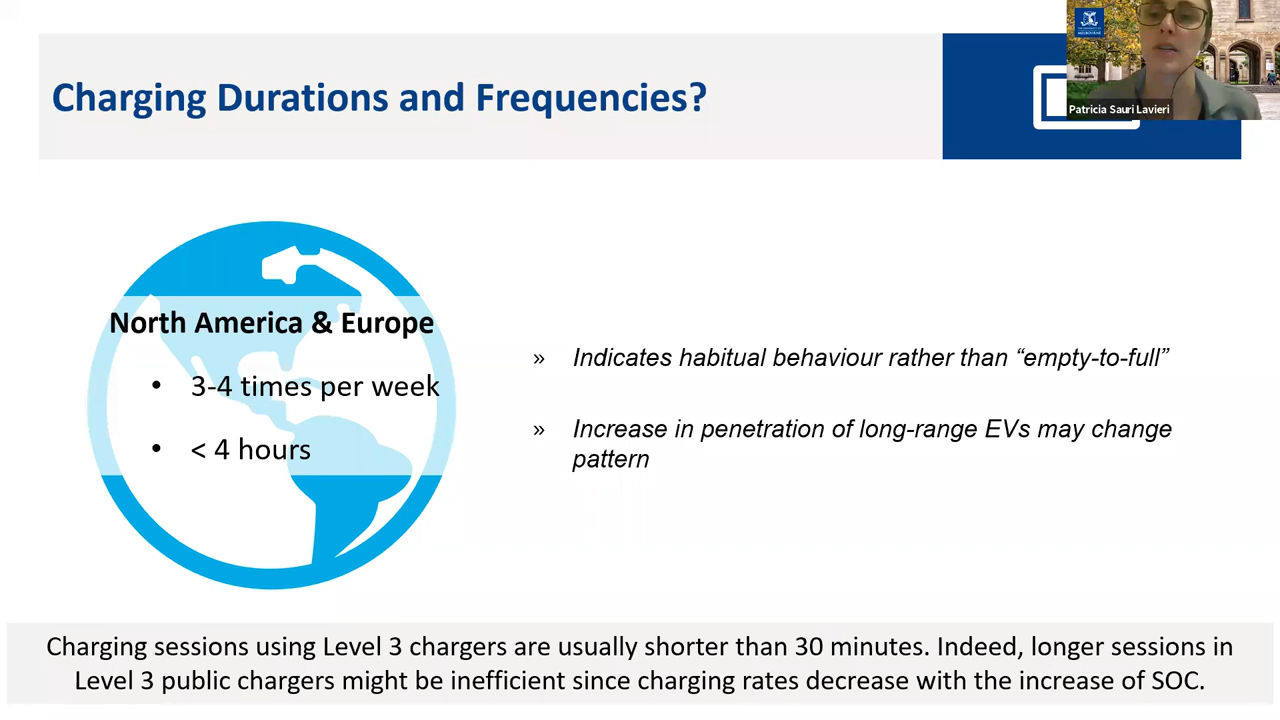 Charging Durations and Frequencies?
MELBOURNE
Patricia Sauri Lavieri
North America & Europe
• 3-4 times per week
• < 4 hours
» Indicates habitual behaviour rather than “empty-to-full”
» Increase in penetration of long-range EVs may change
pattern
Charging sessions using Level 3 chargers are usually shorter than 30 minutes. Indeed, longer sessions in
Level 3 public chargers might be inefficient since charging rates decrease with the increase of SOC.